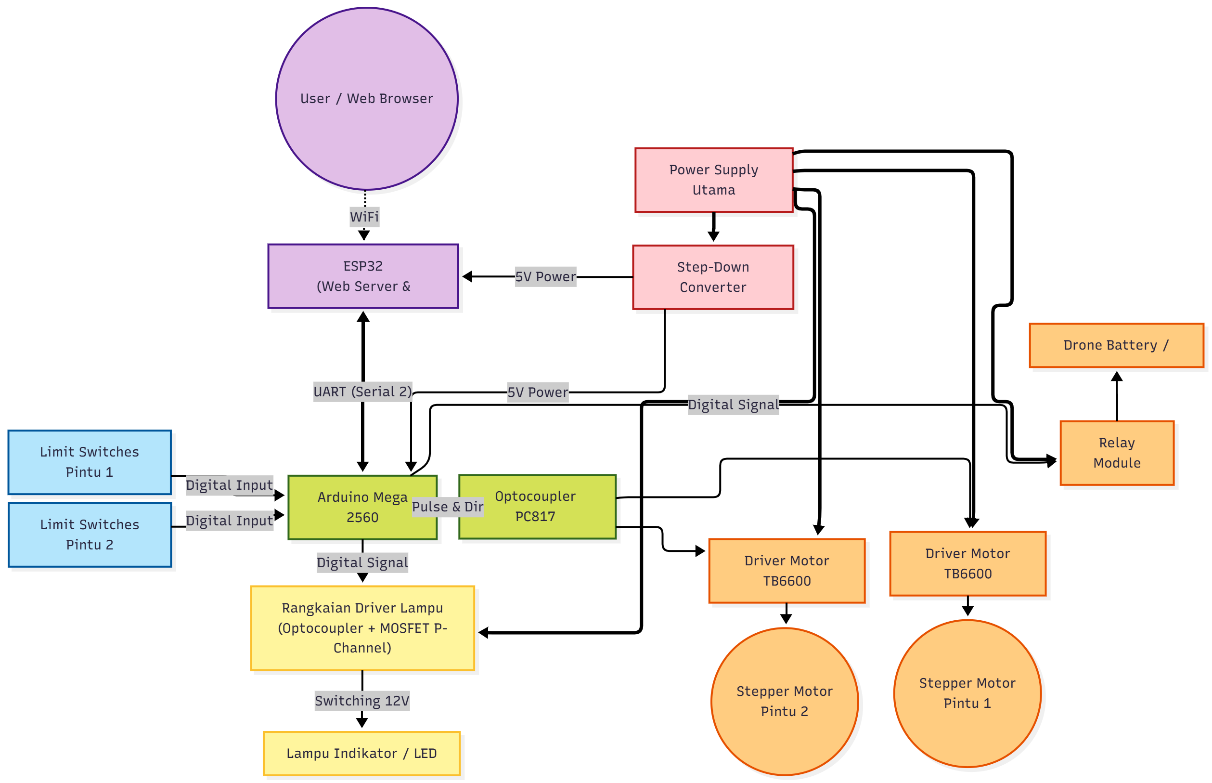 User / Web Browser
WiFi
Power Supply
Utama
ESP32
(Web Server &
5V Power
Step-Down
Converter
Drone Battery /
UART (Serial 2)
5V Power
Digital Signal
Relay
Module
Limit Switches
Pintu 1
Digital Input
Limit Switches
Pintu 2
Digital Input
Arduino Mega
2560
Pulse & Dir
Optocoupler
PC817
Digital Signal
Driver Motor
TB6600
Driver Motor
TB6600
Rangkaian Driver Lampu
(Optocoupler + MOSFET P-
Channel)
Stepper Motor
Pintu 2
Stepper Motor
Pintu 1
Switching 12V
Lampu Indikator / LED